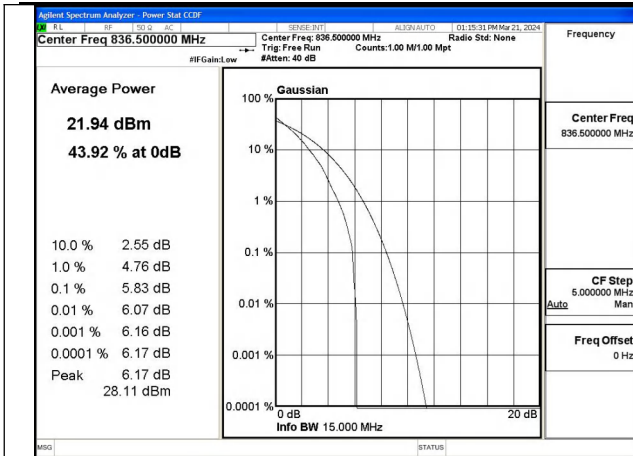 Agilent Spectrum Analyzer - Power Stat CCDF
RL RF 50 Ω AC SENSE:INT ALIGN AUTO 01:15:31 PM Mar 21, 2024
Center Freq 836.500000 MHz
Center Freq: 836.500000 MHz Radio Std: None
Trig: Free Run Counts:1.00 M/1.00 Mpt
#IFGain:Low #Atten: 40 dB
Frequency
Average Power
21.94 dBm
43.92 % at 0dB
10.0 % 2.55 dB
1.0 % 4.76 dB
0.1 % 5.83 dB
0.01 % 6.07 dB
0.001 % 6.16 dB
0.0001 % 6.17 dB
Peak 6.17 dB
28.11 dBm
Gaussian
100 %
10 %
1 %
0.1 %
0.01 %
0.001 %
0.0001 %
0 dB 20 dB
Info BW 15.000 MHz
Center Freq
836.500000 MHz
CF Step
5.000000 MHz
Auto Man
Freq Offset
0 Hz
MSG STATUS